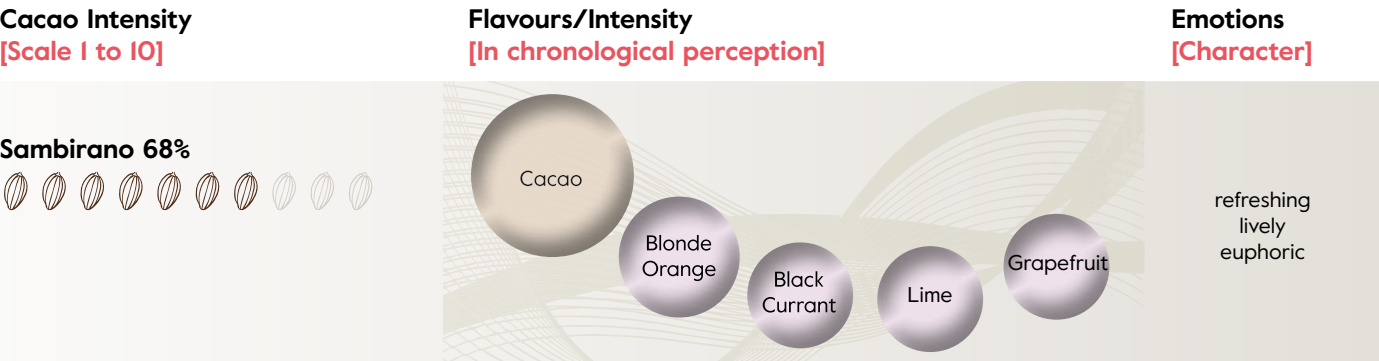 Cacao Intensity
[Scale 1 to 10]
Flavours/Intensity
[In chronological perception]
Emotions
[Character]
Sambirano 68%
Cacao
Blonde
Orange
Black
Currant
Lime
Grapefruit
refreshing
lively
euphoric